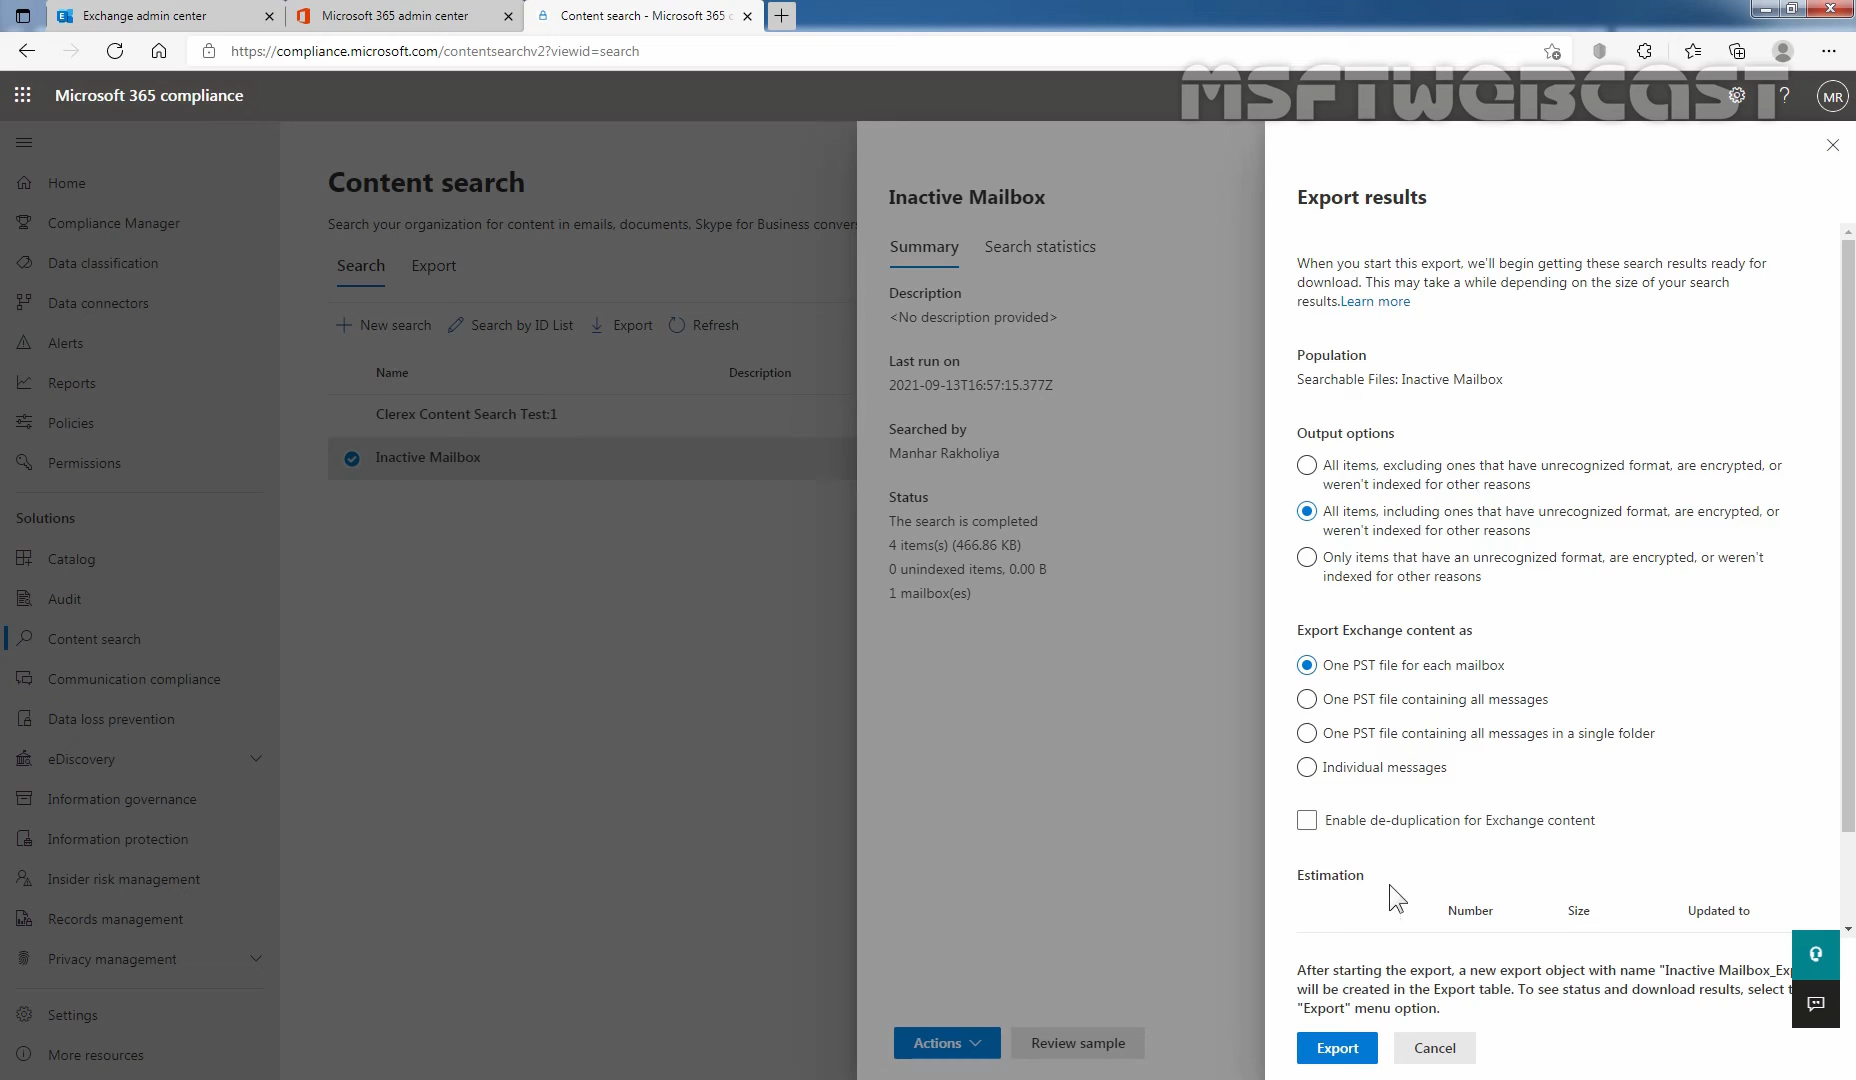 Exchange admin center
Microsoft 365 admin center
Content search - Microsoft 365 c
https://compliance.microsoft.com/contentsearchv2?viewid=search
MSFTWEBCAST
Microsoft 365 compliance
MR
Home
Compliance Manager
Data classification
Data connectors
Alerts
Reports
Policies
Permissions
Solutions
Catalog
Audit
Content search
Communication compliance
Data loss prevention
eDiscovery
Information governance
Information protection
Insider risk management
Records management
Privacy management
Settings
More resources
Content search
Search your organization for content in emails, documents, Skype for Business conver
Search Export
New search Search by ID List Export Refresh
Name Description
Clerex Content Search Test:1
Inactive Mailbox
Inactive Mailbox
Summary Search statistics
Description
<No description provided>
Last run on
2021-09-13T16:57:15.377Z
Searched by
Manhar Rakholiya
Status
The search is completed
4 items(s) (466.86 KB)
0 unindexed items, 0.00 B
1 mailbox(es)
Actions Review sample
Export results
When you start this export, we'll begin getting these search results ready for
download. This may take a while depending on the size of your search
results.Learn more
Population
Searchable Files: Inactive Mailbox
Output options
All items, excluding ones that have unrecognized format, are encrypted, or
weren't indexed for other reasons
All items, including ones that have unrecognized format, are encrypted, or
weren't indexed for other reasons
Only items that have an unrecognized format, are encrypted, or weren't
indexed for other reasons
Export Exchange content as
One PST file for each mailbox
One PST file containing all messages
One PST file containing all messages in a single folder
Individual messages
Enable de-duplication for Exchange content
Estimation
Number Size Updated to
After starting the export, a new export object with name "Inactive Mailbox_Exp
will be created in the Export table. To see status and download results, select t
"Export" menu option.
Export Cancel